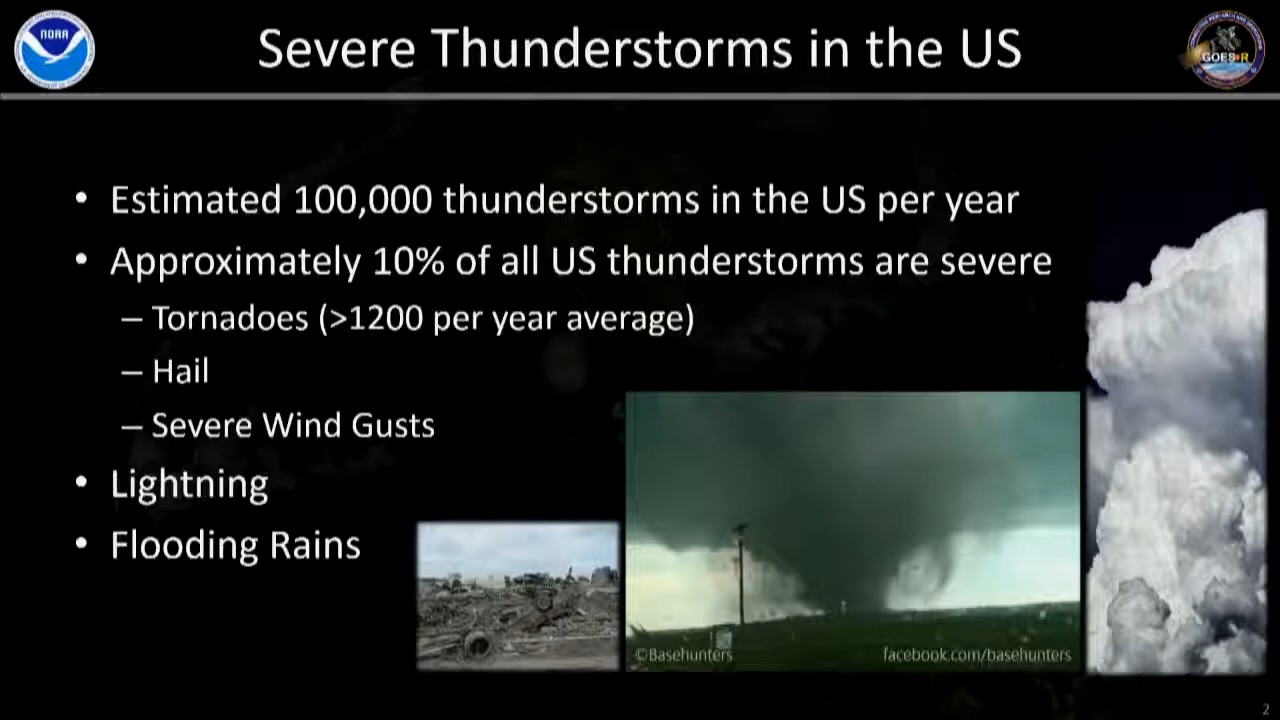 NOAA
Severe Thunderstorms in the US
GOES-R
• Estimated 100,000 thunderstorms in the US per year
• Approximately 10% of all US thunderstorms are severe
– Tornadoes (>1200 per year average)
– Hail
– Severe Wind Gusts
• Lightning
• Flooding Rains
©Basehunters
facebook.com/basehunters
2